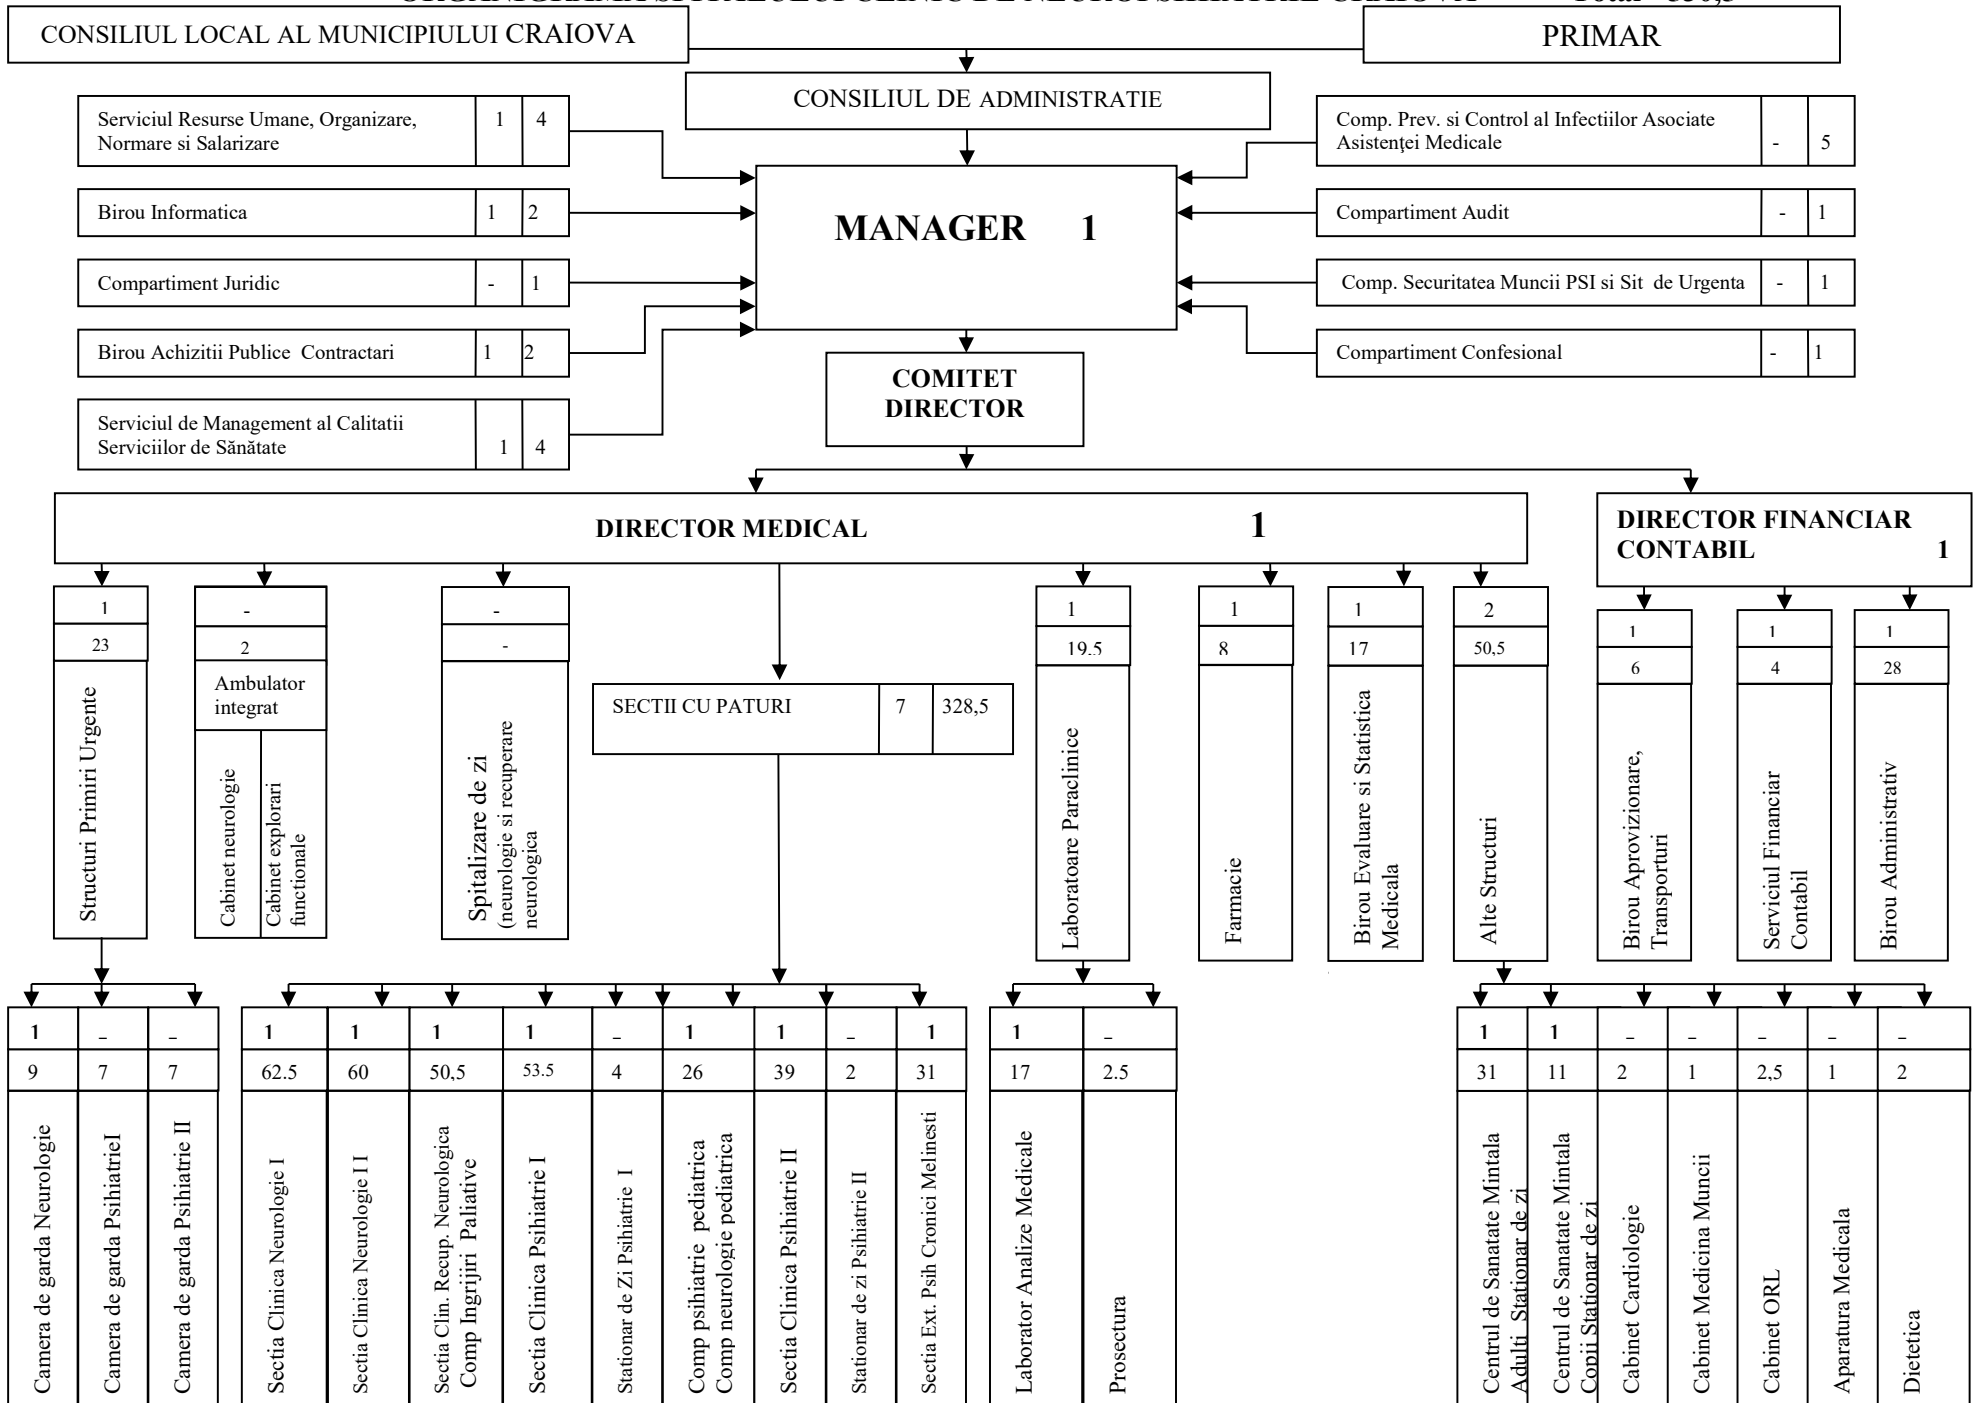 ORGANIGRAMA SPITALULUI CLINIC DE NEUROPSIHIATRIE CRAIOVA
CONSILIUL LOCAL AL MUNICIPIULUI CRAIOVA
PRIMAR
CONSILIUL DE ADMINISTRATIE
Serviciul Resurse Umane, Organizare,
Normare si Salarizare
1 4
Birou Informatica 1 2
Compartiment Juridic - 1
Birou Achizitii Publice Contractari 1 2
Serviciul de Management al Calitatii
Serviciilor de Sănătate
1 4
MANAGER 1
Comp. Prev. si Control al Infectiilor Asociate
Asistenţei Medicale
- 5
Compartiment Audit - 1
Comp. Securitatea Muncii PSI si Sit de Urgenta - 1
Compartiment Confesional - 1
COMITET
DIRECTOR
DIRECTOR MEDICAL 1
DIRECTOR FINANCIAR
CONTABIL 1
1
23
Structuri Primiri Urgente
-
2
Ambulator
integrat
Cabinet neurologie
Cabinet explorari
functionale
-
-
Spitalizare de zi
(neurologie si recuperare
neurologica
SECTII CU PATURI 7 328,5
1
19.5
Laboratoare Paraclinice
1
8
Farmacie
1
17
Birou Evaluare si Statistica
Medicala
2
50,5
Alte Structuri
1
6
Birou Aprovizionare,
Transporturi
1
4
Serviciul Financiar
Contabil
1
28
Birou Administrativ
1
9
Camera de garda Neurologie
-
7
Camera de garda PsihiatrieI
-
7
Camera de garda Psihiatrie II
1
62.5
Sectia Clinica Neurologie I
1
60
Sectia Clinica Neurologie I I
1
50,5
Sectia Clin. Recup. Neurologica
Comp Ingrijiri Paliative
1
53.5
Sectia Clinica Psihiatrie I
-
4
Stationar de Zi Psihiatrie I
1
26
Comp psihiatrie pediatrica
Comp neurologie pediatrica
1
39
Sectia Clinica Psihiatrie II
-
2
Stationar de zi Psihiatrie II
1
31
Sectia Ext. Psih Cronici Melinesti
1
17
Laborator Analize Medicale
-
2.5
Prosectura
1
31
Centrul de Sanatate Mintala
Adulti Stationar de zi
1
11
Centrul de Sanatate Mintala
Copii Stationar de zi
-
2
Cabinet Cardiologie
-
1
Cabinet Medicina Muncii
-
2,5
Cabinet ORL
-
1
Aparatura Medicala
-
2
Dietetica